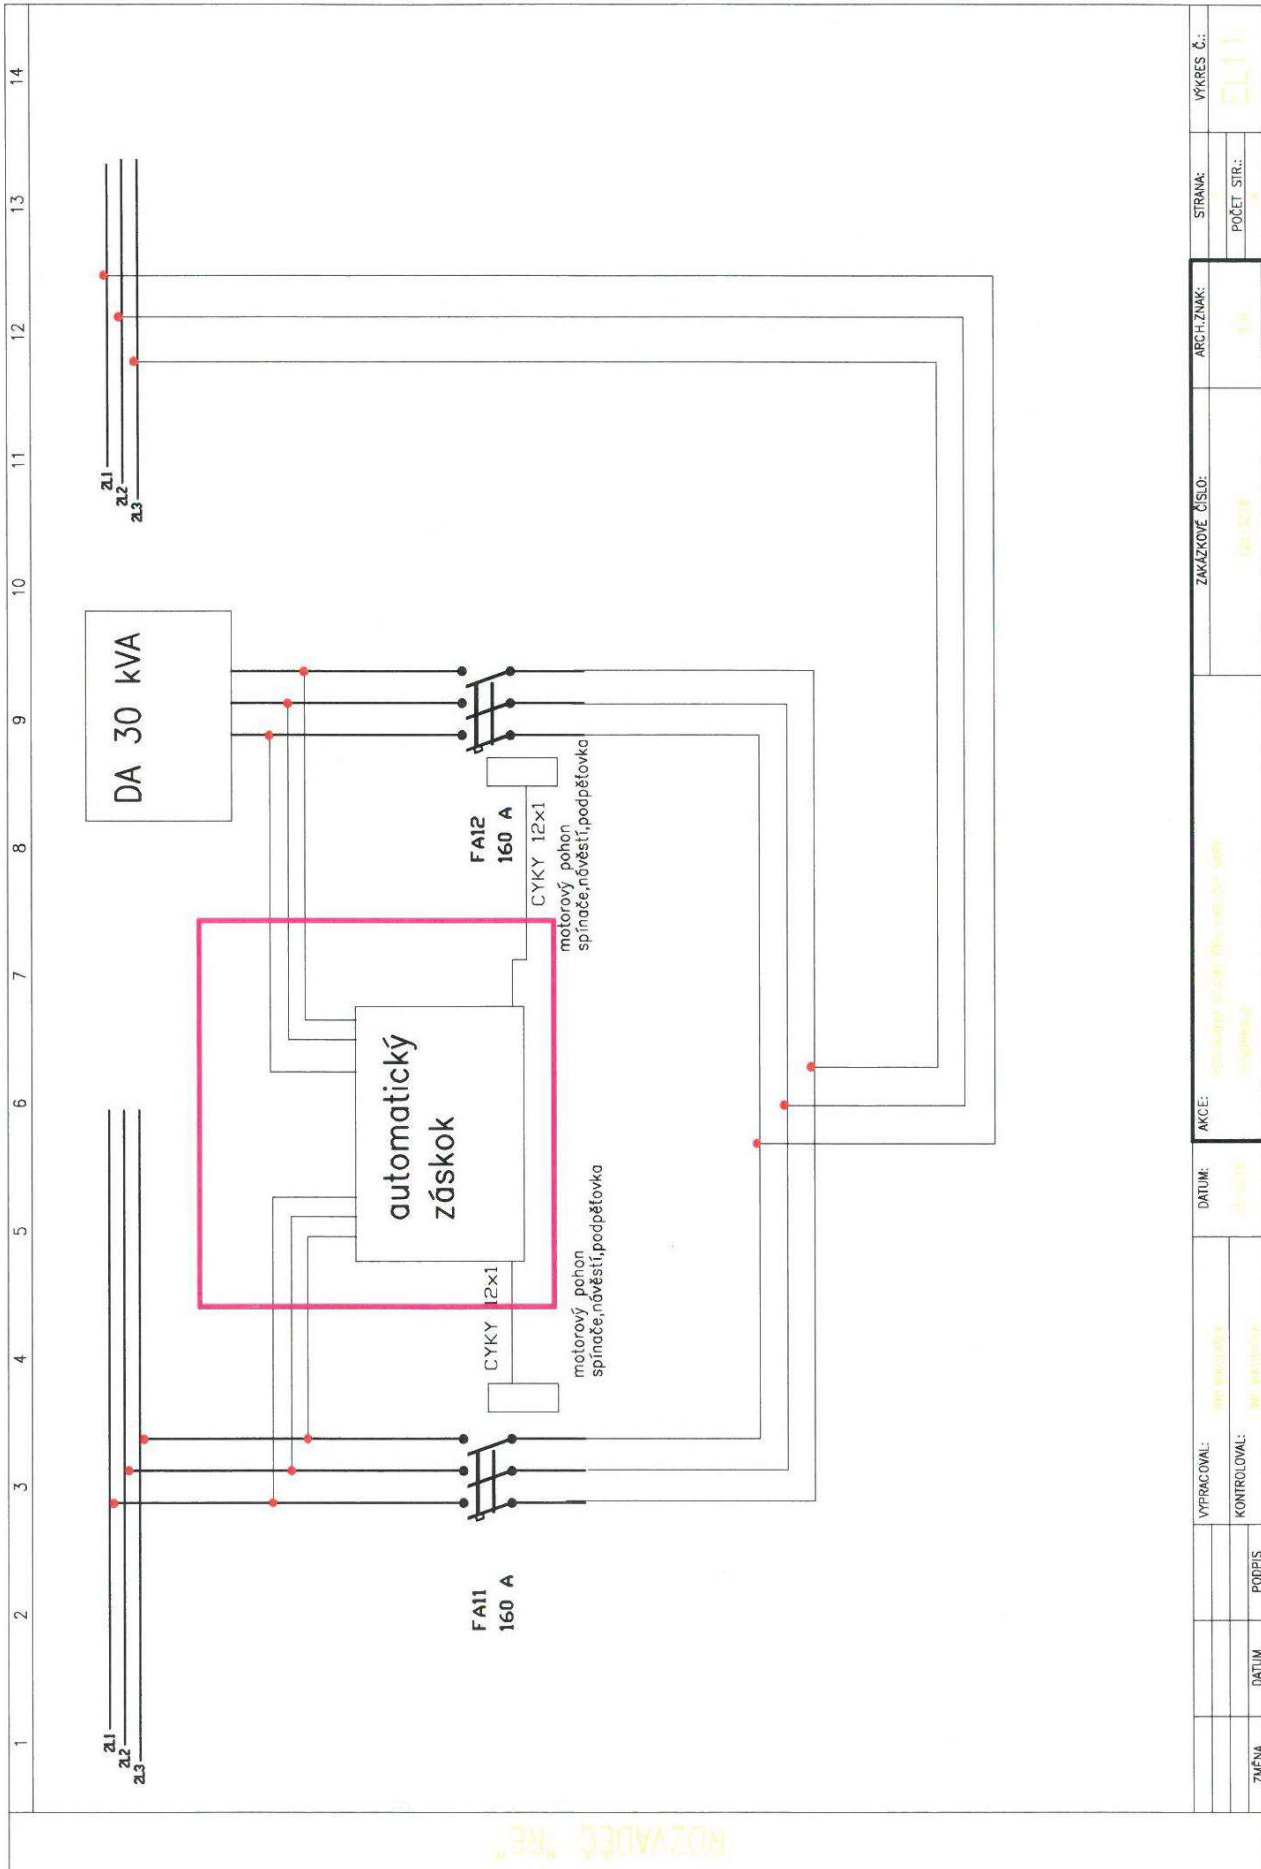 1 2 3 4 5 6 7 8 9 10 11 12 13 14
2L1
2L2
2L3
DA 30 kVA
2L1
2L2
2L3
automatický
záskok
FA11
160 A
CYKY 12x1
motorový pohon
spínače,návěstí,podpěťovka
FA12
160 A
CYKY 12x1
motorový pohon
spínače,návěstí,podpěťovka
ROZVADĚČ "RE"
ZMĚNA
DATUM
PODPIS
VYPRACOVAL:
KONTROLOVAL:
DATUM:
AKCE:
ZAKÁZKOVÉ ČÍSLO:
ARCH.ZNAK:
STRANA:
POČET STR.:
VÝKRES Č.: